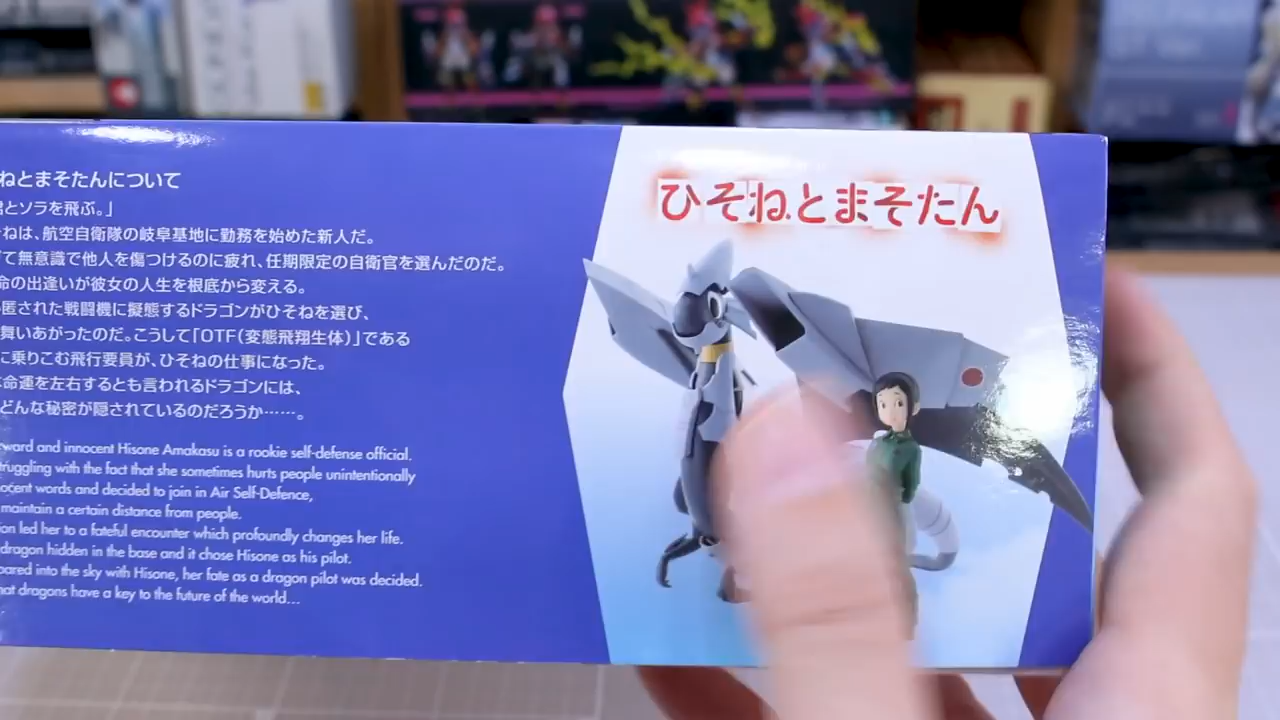 ひそねとまそたん
ねとまそたんについて
とソラを飛ぶ。」
ねは、航空自衛隊の岐阜基地に勤務を始めた新人だ。
て無意識で他人を傷つけるのに疲れ、任期限定の自衛官を選んだのだ。
命の出逢いが彼女の人生を根底から変える。
匿された戦闘機に擬態するドラゴンがひそねを選び、
舞いあがったのだ。こうして「OTF(変態飛翔生体)」である
に乗りこむ飛行要員が、ひそねの仕事になった。
命運を左右するとも言われるドラゴンには、
どんな秘密が隠されているのだろうか……。
ward and innocent Hisone Amakasu is a rookie self-defense official.
truggling with the fact that she sometimes hurts people unintentionally
ocent words and decided to join in Air Self-Defence,
maintain a certain distance from people.
ion led her to a fateful encounter which profoundly changes her life.
dragon hidden in the base and it chose Hisone as his pilot.
oared into the sky with Hisone, her fate as a dragon pilot was decided.
hat dragons have a key to the future of the world...